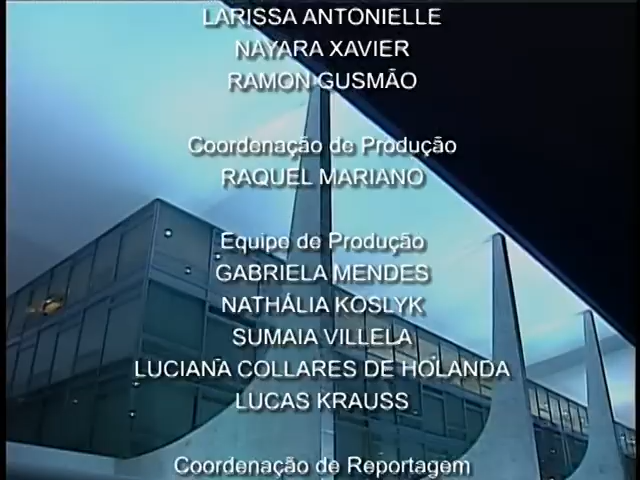 LARISSA ANTONIELLE
NAYARA XAVIER
RAMON GUSMÃO
Coordenação de Produção
RAQUEL MARIANO
Equipe de Produção
GABRIELA MENDES
NATHÁLIA KOSLYK
SUMAIA VILLELA
LUCIANA COLLARES DE HOLANDA
LUCAS KRAUSS
Coordenação de Reportagem